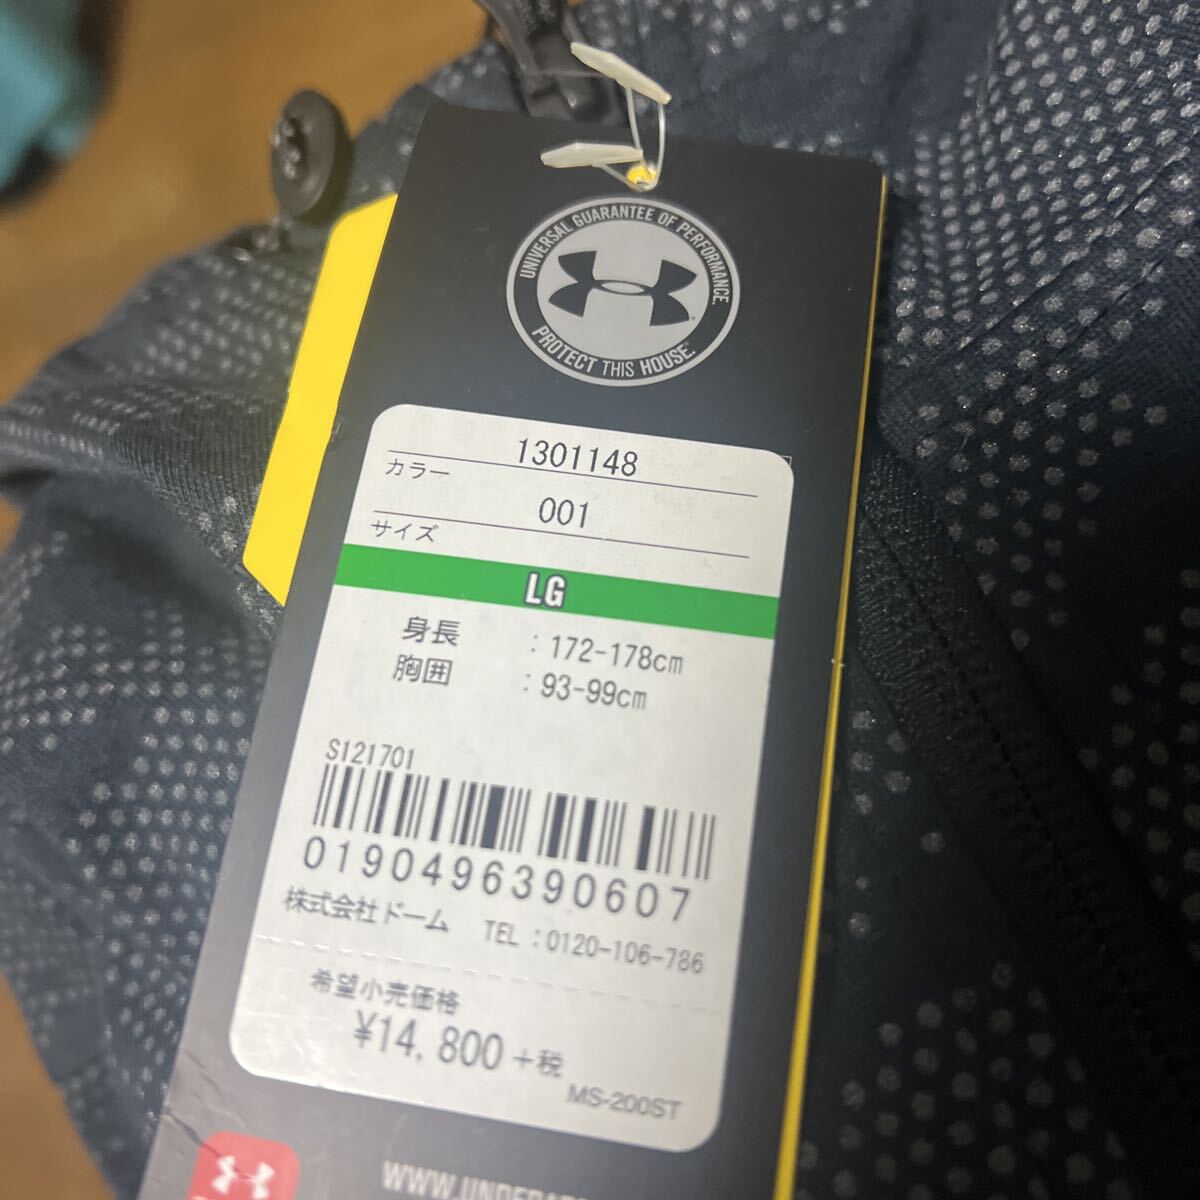 UNIVERSAL GUARANTEE OF PERFORMANCE.
PROTECT THIS HOUSE.
1301148
カラー
001
サイズ
LG
身長 : 172-178cm
胸囲 : 93-99cm
S121701
0190496390607
株式会社ドーム TEL : 0120-106-786
希望小売価格
¥14,800 +税
MS-200ST